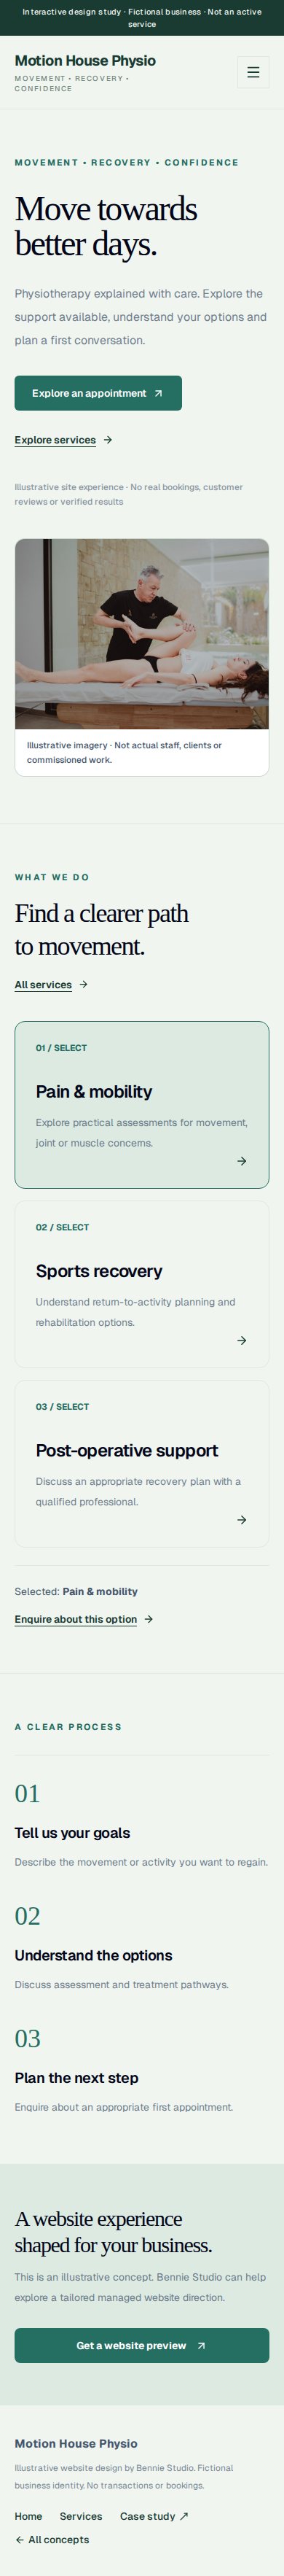 Interactive design study · Fictional business · Not an active
service
Motion House Physio
MOVEMENT • RECOVERY •
CONFIDENCE
MOVEMENT • RECOVERY • CONFIDENCE
Move towards
better days.
Physiotherapy explained with care. Explore the
support available, understand your options and
plan a first conversation.
Explore an appointment ↗
Explore services →
Illustrative site experience · No real bookings, customer
reviews or verified results
Illustrative imagery · Not actual staff, clients or
commissioned work.
WHAT WE DO
Find a clearer path
to movement.
All services →
01 / SELECT
Pain & mobility
Explore practical assessments for movement,
joint or muscle concerns.
→
02 / SELECT
Sports recovery
Understand return-to-activity planning and
rehabilitation options.
→
03 / SELECT
Post-operative support
Discuss an appropriate recovery plan with a
qualified professional.
→
Selected: Pain & mobility
Enquire about this option →
A CLEAR PROCESS
01
Tell us your goals
Describe the movement or activity you want to regain.
02
Understand the options
Discuss assessment and treatment pathways.
03
Plan the next step
Enquire about an appropriate first appointment.
A website experience
shaped for your business.
This is an illustrative concept. Bennie Studio can help
explore a tailored managed website direction.
Get a website preview ↗
Motion House Physio
Illustrative website design by Bennie Studio. Fictional
business identity. No transactions or bookings.
Home Services Case study ↗
← All concepts